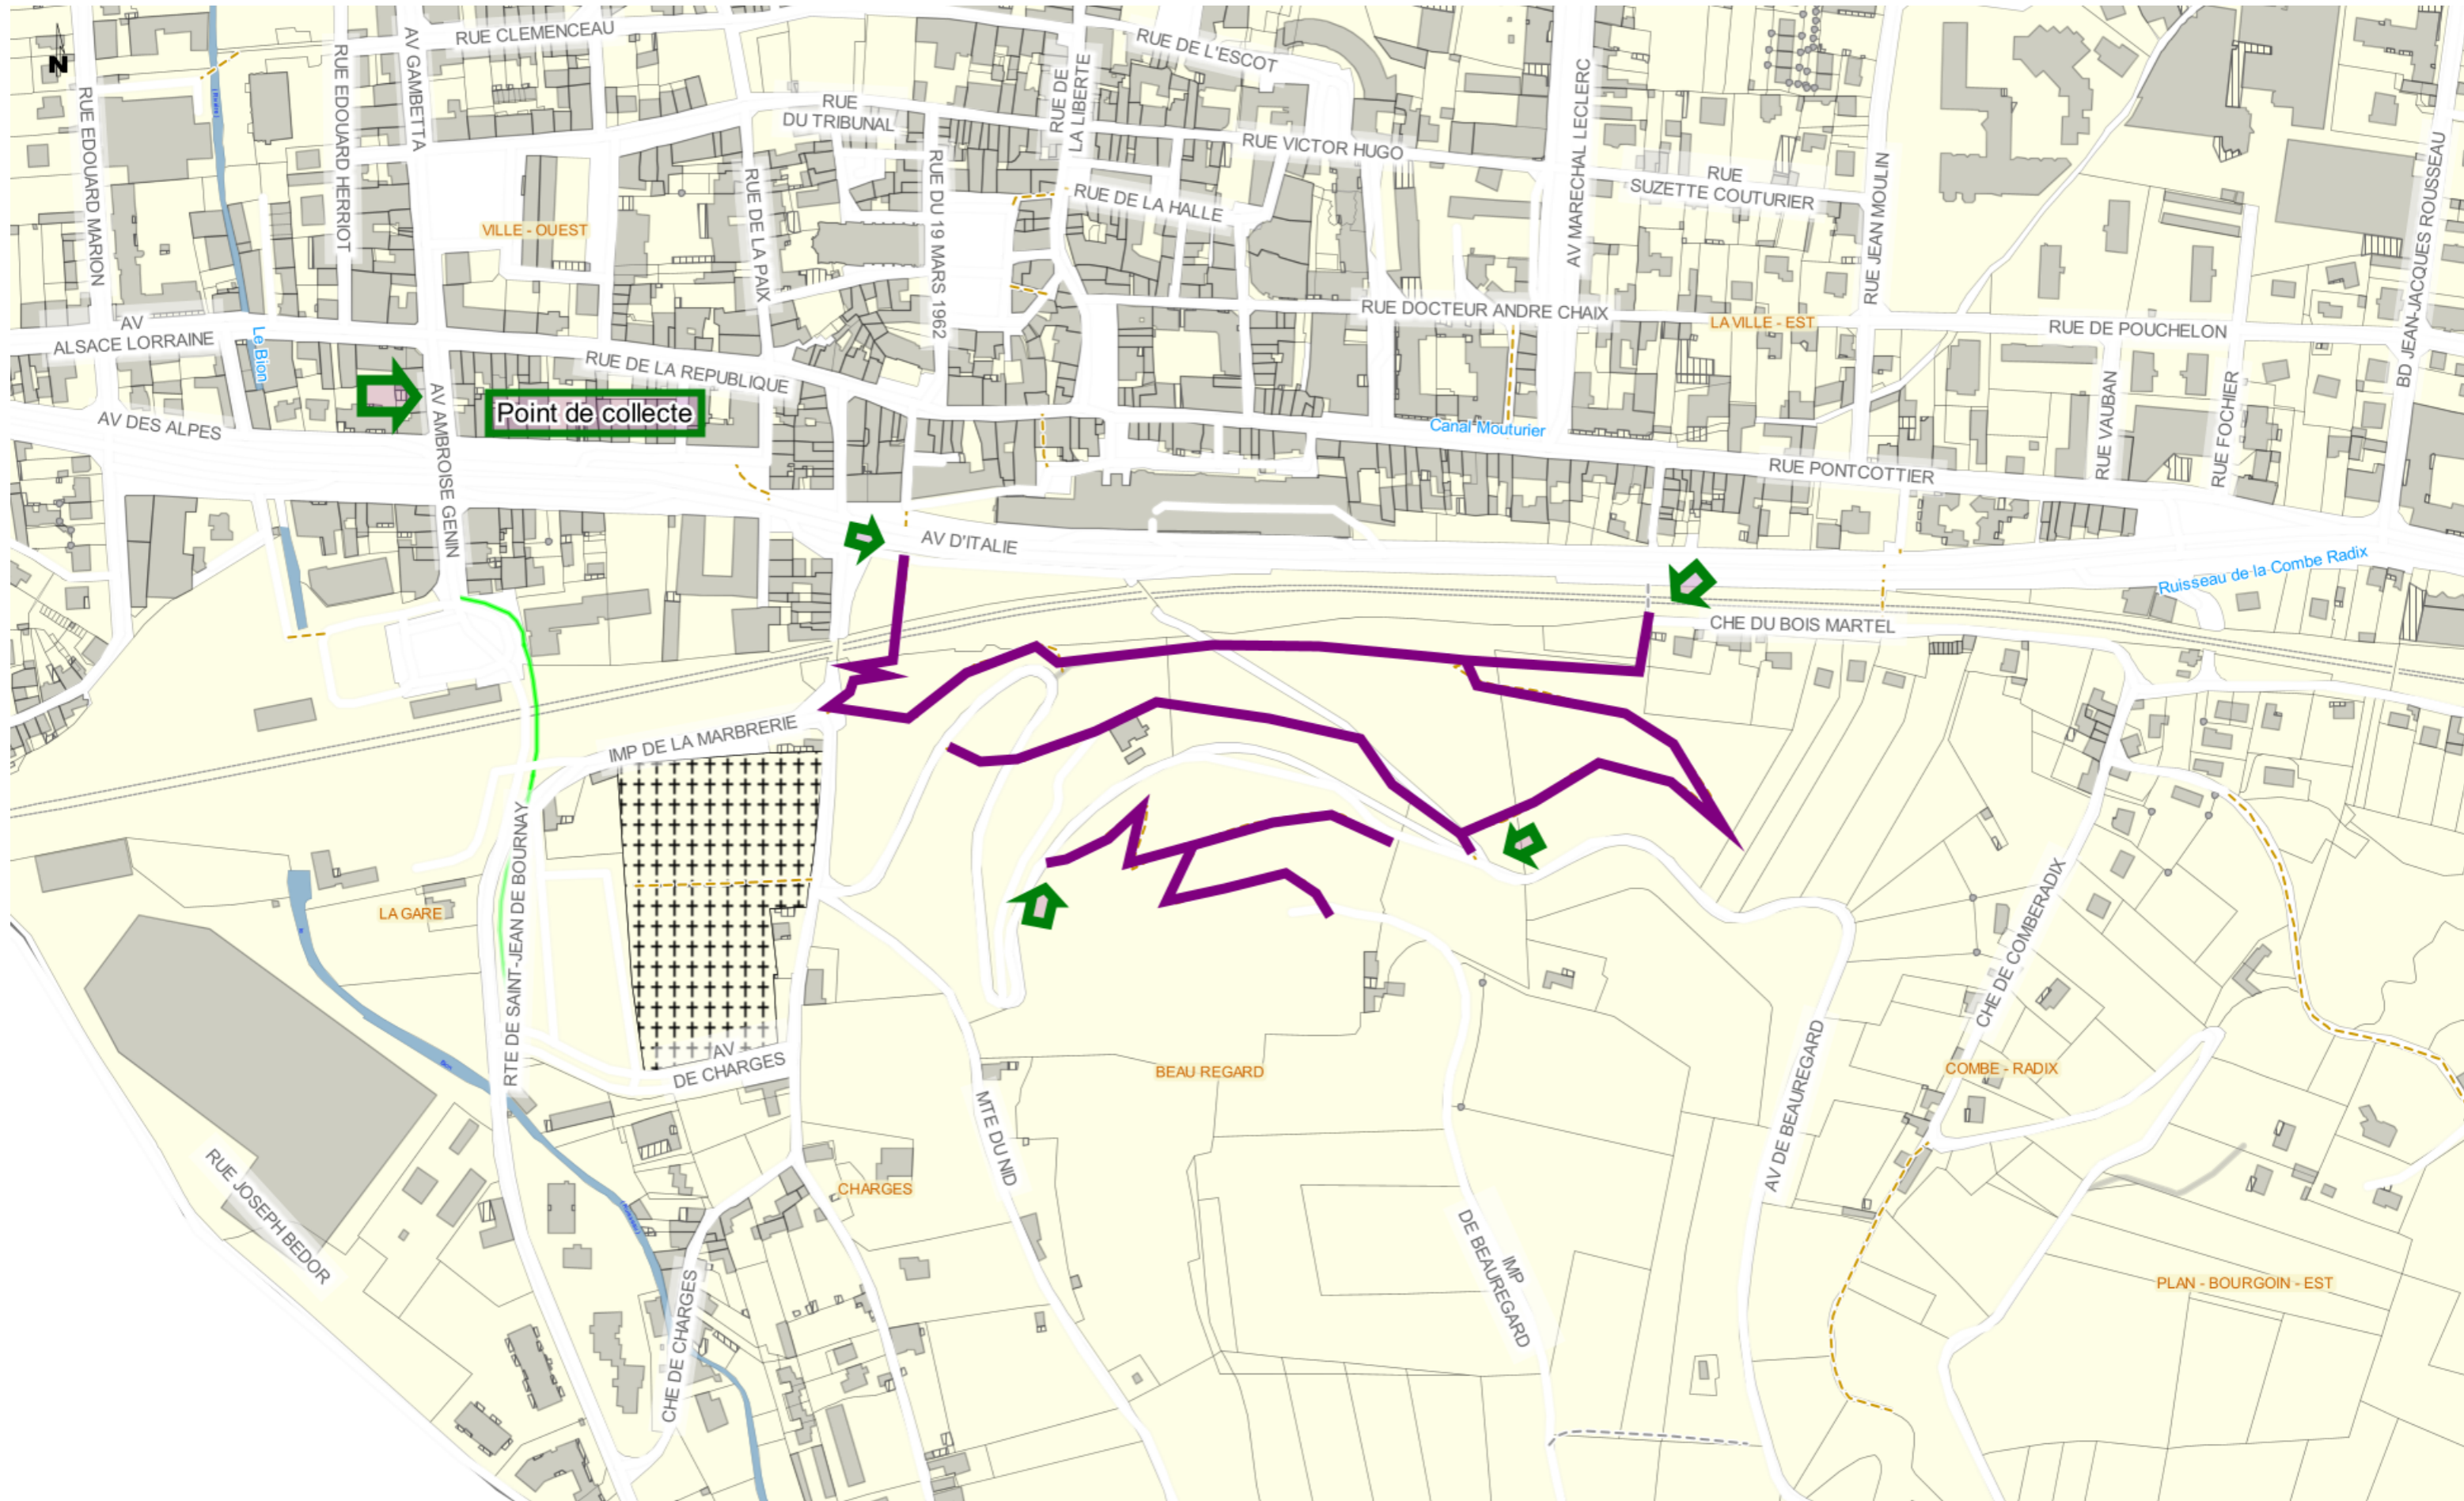 N
RUE CLEMENCEAU
RUE EDOUARD MARION
RUE EDOUARD HERRIOT
AV GAMBETTA
RUE DE L'ESCOT
RUE DE
LA LIBERTE
RUE
DU TRIBUNAL
RUE VICTOR HUGO
AV MARECHAL LECLERC
RUE
SUZETTE COUTURIER
RUE JEAN MOULIN
BD JEAN-JACQUES ROUSSEAU
RUE DE LA PAIX
RUE DU 19 MARS 1962
RUE DE LA HALLE
VILLE - OUEST
AV
ALSACE LORRAINE
Le Bion
RUE DOCTEUR ANDRE CHAIX
LA VILLE - EST
RUE DE POUCHELON
RUE DE LA REPUBLIQUE
AV AMBROISE GENIN
Point de collecte
AV DES ALPES
Canal Mouturier
RUE PONTCOTTIER
RUE VAUBAN
RUE FOCHIER
AV D'ITALIE
Ruisseau de la Combe Radix
CHE DU BOIS MARTEL
IMP DE LA MARBRERIE
RTE DE SAINT-JEAN DE BOURNAY
LA GARE
CHE DE COMBERADIX
AV
DE CHARGES
BEAU REGARD
COMBE - RADIX
MTE DU NID
AV DE BEAUREGARD
RUE JOSEPH BEDOR
CHARGES
IMP
DE BEAUREGARD
CHE DE CHARGES
PLAN - BOURGOIN - EST